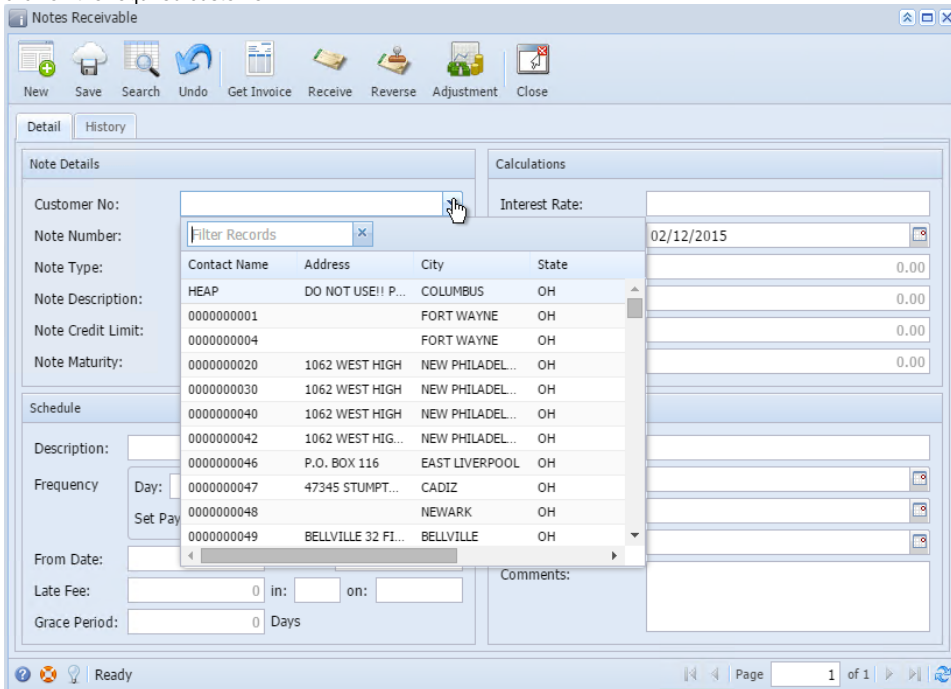 Notes Receivable
New Save Search Undo Get Invoice Receive Reverse Adjustment Close
Detail History
Note Details
Calculations
Customer No:
Interest Rate:
Note Number:
Filter Records
02/12/2015
Note Type:
Contact Name Address City State
0.00
Note Description:
HEAP DO NOT USE!! P... COLUMBUS OH
0.00
0000000001 FORT WAYNE OH
Note Credit Limit:
0.00
0000000004 FORT WAYNE OH
Note Maturity:
0000000020 1062 WEST HIGH NEW PHILADEL... OH
0.00
0000000030 1062 WEST HIGH NEW PHILADEL... OH
Schedule
0000000040 1062 WEST HIGH NEW PHILADEL... OH
0000000042 1062 WEST HIG... NEW PHILADEL... OH
Description:
0000000046 P.O. BOX 116 EAST LIVERPOOL OH
Frequency Day:
0000000047 47345 STUMPT... CADIZ OH
0000000048 NEWARK OH
Set Pay
0000000049 BELLVILLE 32 FI... BELLVILLE OH
From Date:
Comments:
Late Fee: 0 in: on:
Grace Period: 0 Days
Ready
Page 1 of 1